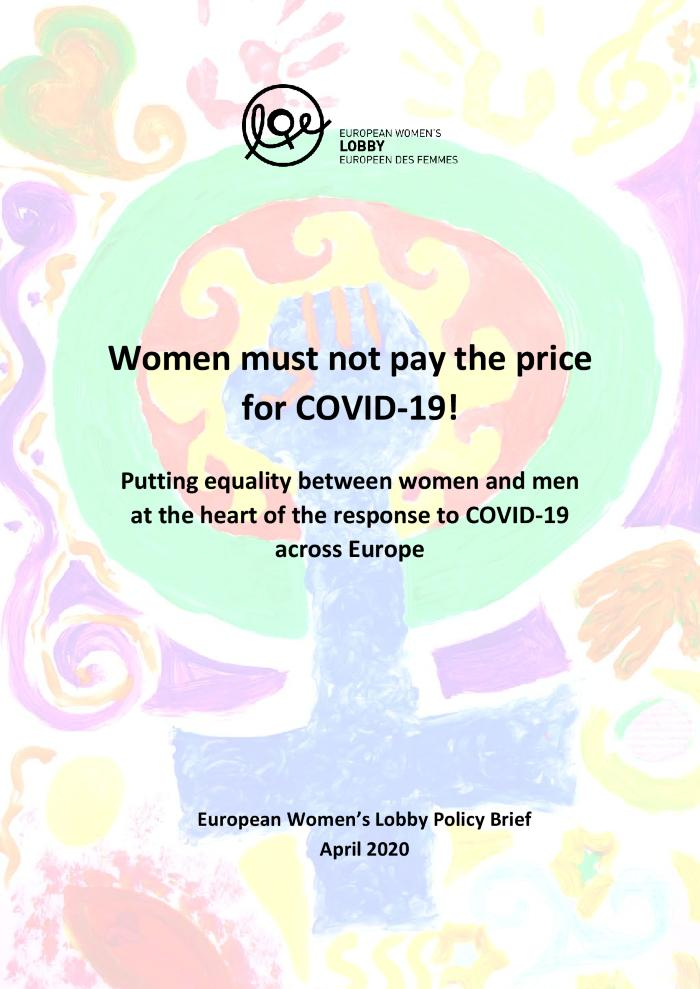 EUROPEAN WOMEN'S
LOBBY
EUROPEEN DES FEMMES
Women must not pay the price
for COVID-19!
Putting equality between women and men
at the heart of the response to COVID-19
across Europe
European Women's Lobby Policy Brief
April 2020